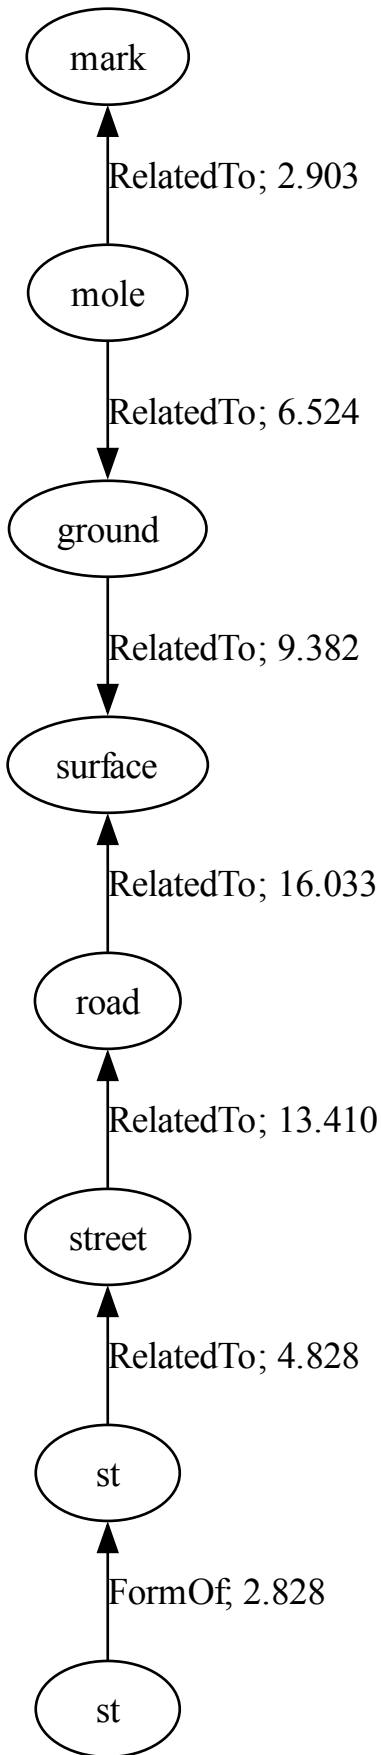 mark
RelatedTo; 2.903
mole
RelatedTo; 6.524
ground
RelatedTo; 9.382
surface
RelatedTo; 16.033
road
RelatedTo; 13.410
street
RelatedTo; 4.828
st
FormOf; 2.828
st